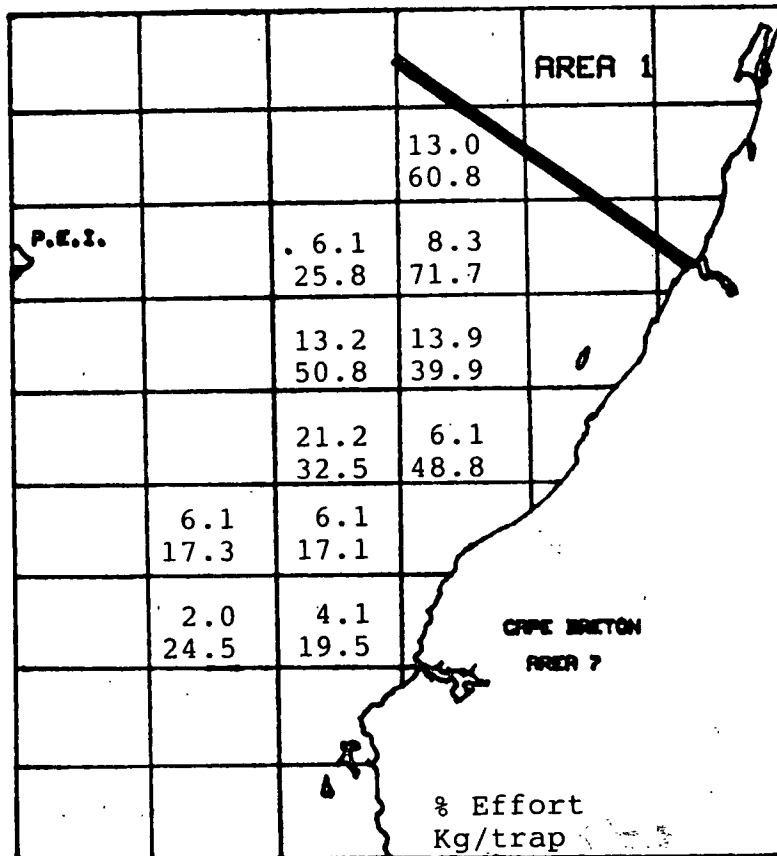 AREA 1
13.0
60.8
P.E.I.
. 6.1 8.3
25.8 71.7
13.2 13.9
50.8 39.9
21.2 6.1
32.5 48.8
6.1 6.1
17.3 17.1
2.0 4.1
24.5 19.5
CAPE BRETON
AREA 7
% Effort
Kg/trap